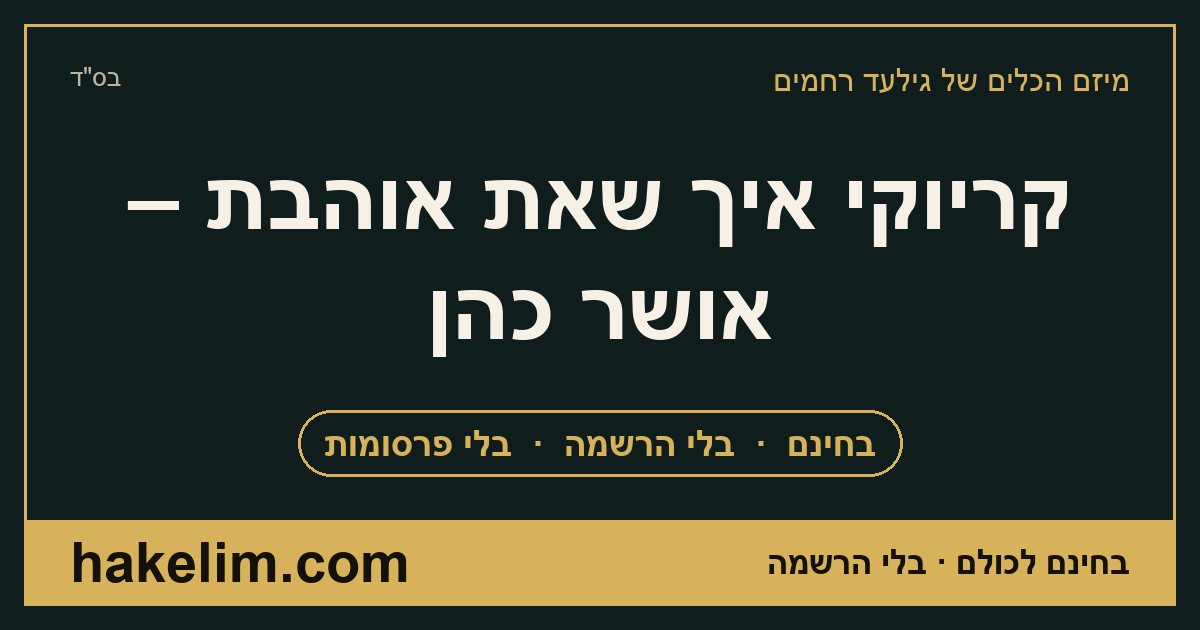 מיזם הכלים של גילעד רחמים
בס"ד
קריוקי איך שאת אוהבת –
אושר כהן
בחינם · בלי הרשמה · בלי פרסומות
בחינם לכולם · בלי הרשמה
hakelim.com